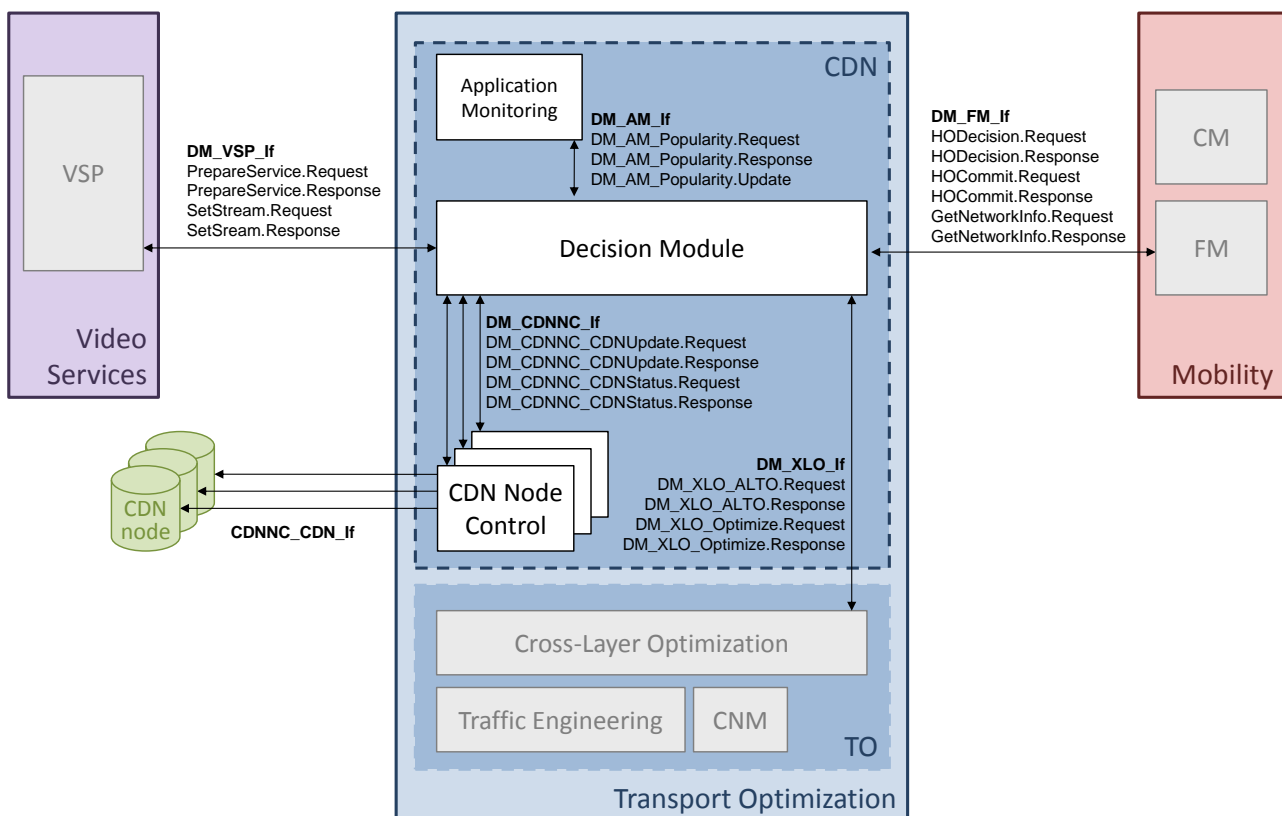 CDN
Application
Monitoring
DM_AM_If
DM_AM_Popularity.Request
DM_AM_Popularity.Response
DM_AM_Popularity.Update
VSP
DM_VSP_If
PrepareService.Request
PrepareService.Response
SetStream.Request
SetSream.Response
Video
Services
DM_FM_If
HODecision.Request
HODecision.Response
HOCommit.Request
HOCommit.Response
GetNetworkInfo.Request
GetNetworkInfo.Response
CM
FM
Mobility
Decision Module
DM_CDNNC_If
DM_CDNNC_CDNUpdate.Request
DM_CDNNC_CDNUpdate.Response
DM_CDNNC_CDNStatus.Request
DM_CDNNC_CDNStatus.Response
CDN
node
CDNNC_CDN_If
CDN Node
Control
DM_XLO_If
DM_XLO_ALTO.Request
DM_XLO_ALTO.Response
DM_XLO_Optimize.Request
DM_XLO_Optimize.Response
Cross-Layer Optimization
Traffic Engineering
CNM
TO
Transport Optimization